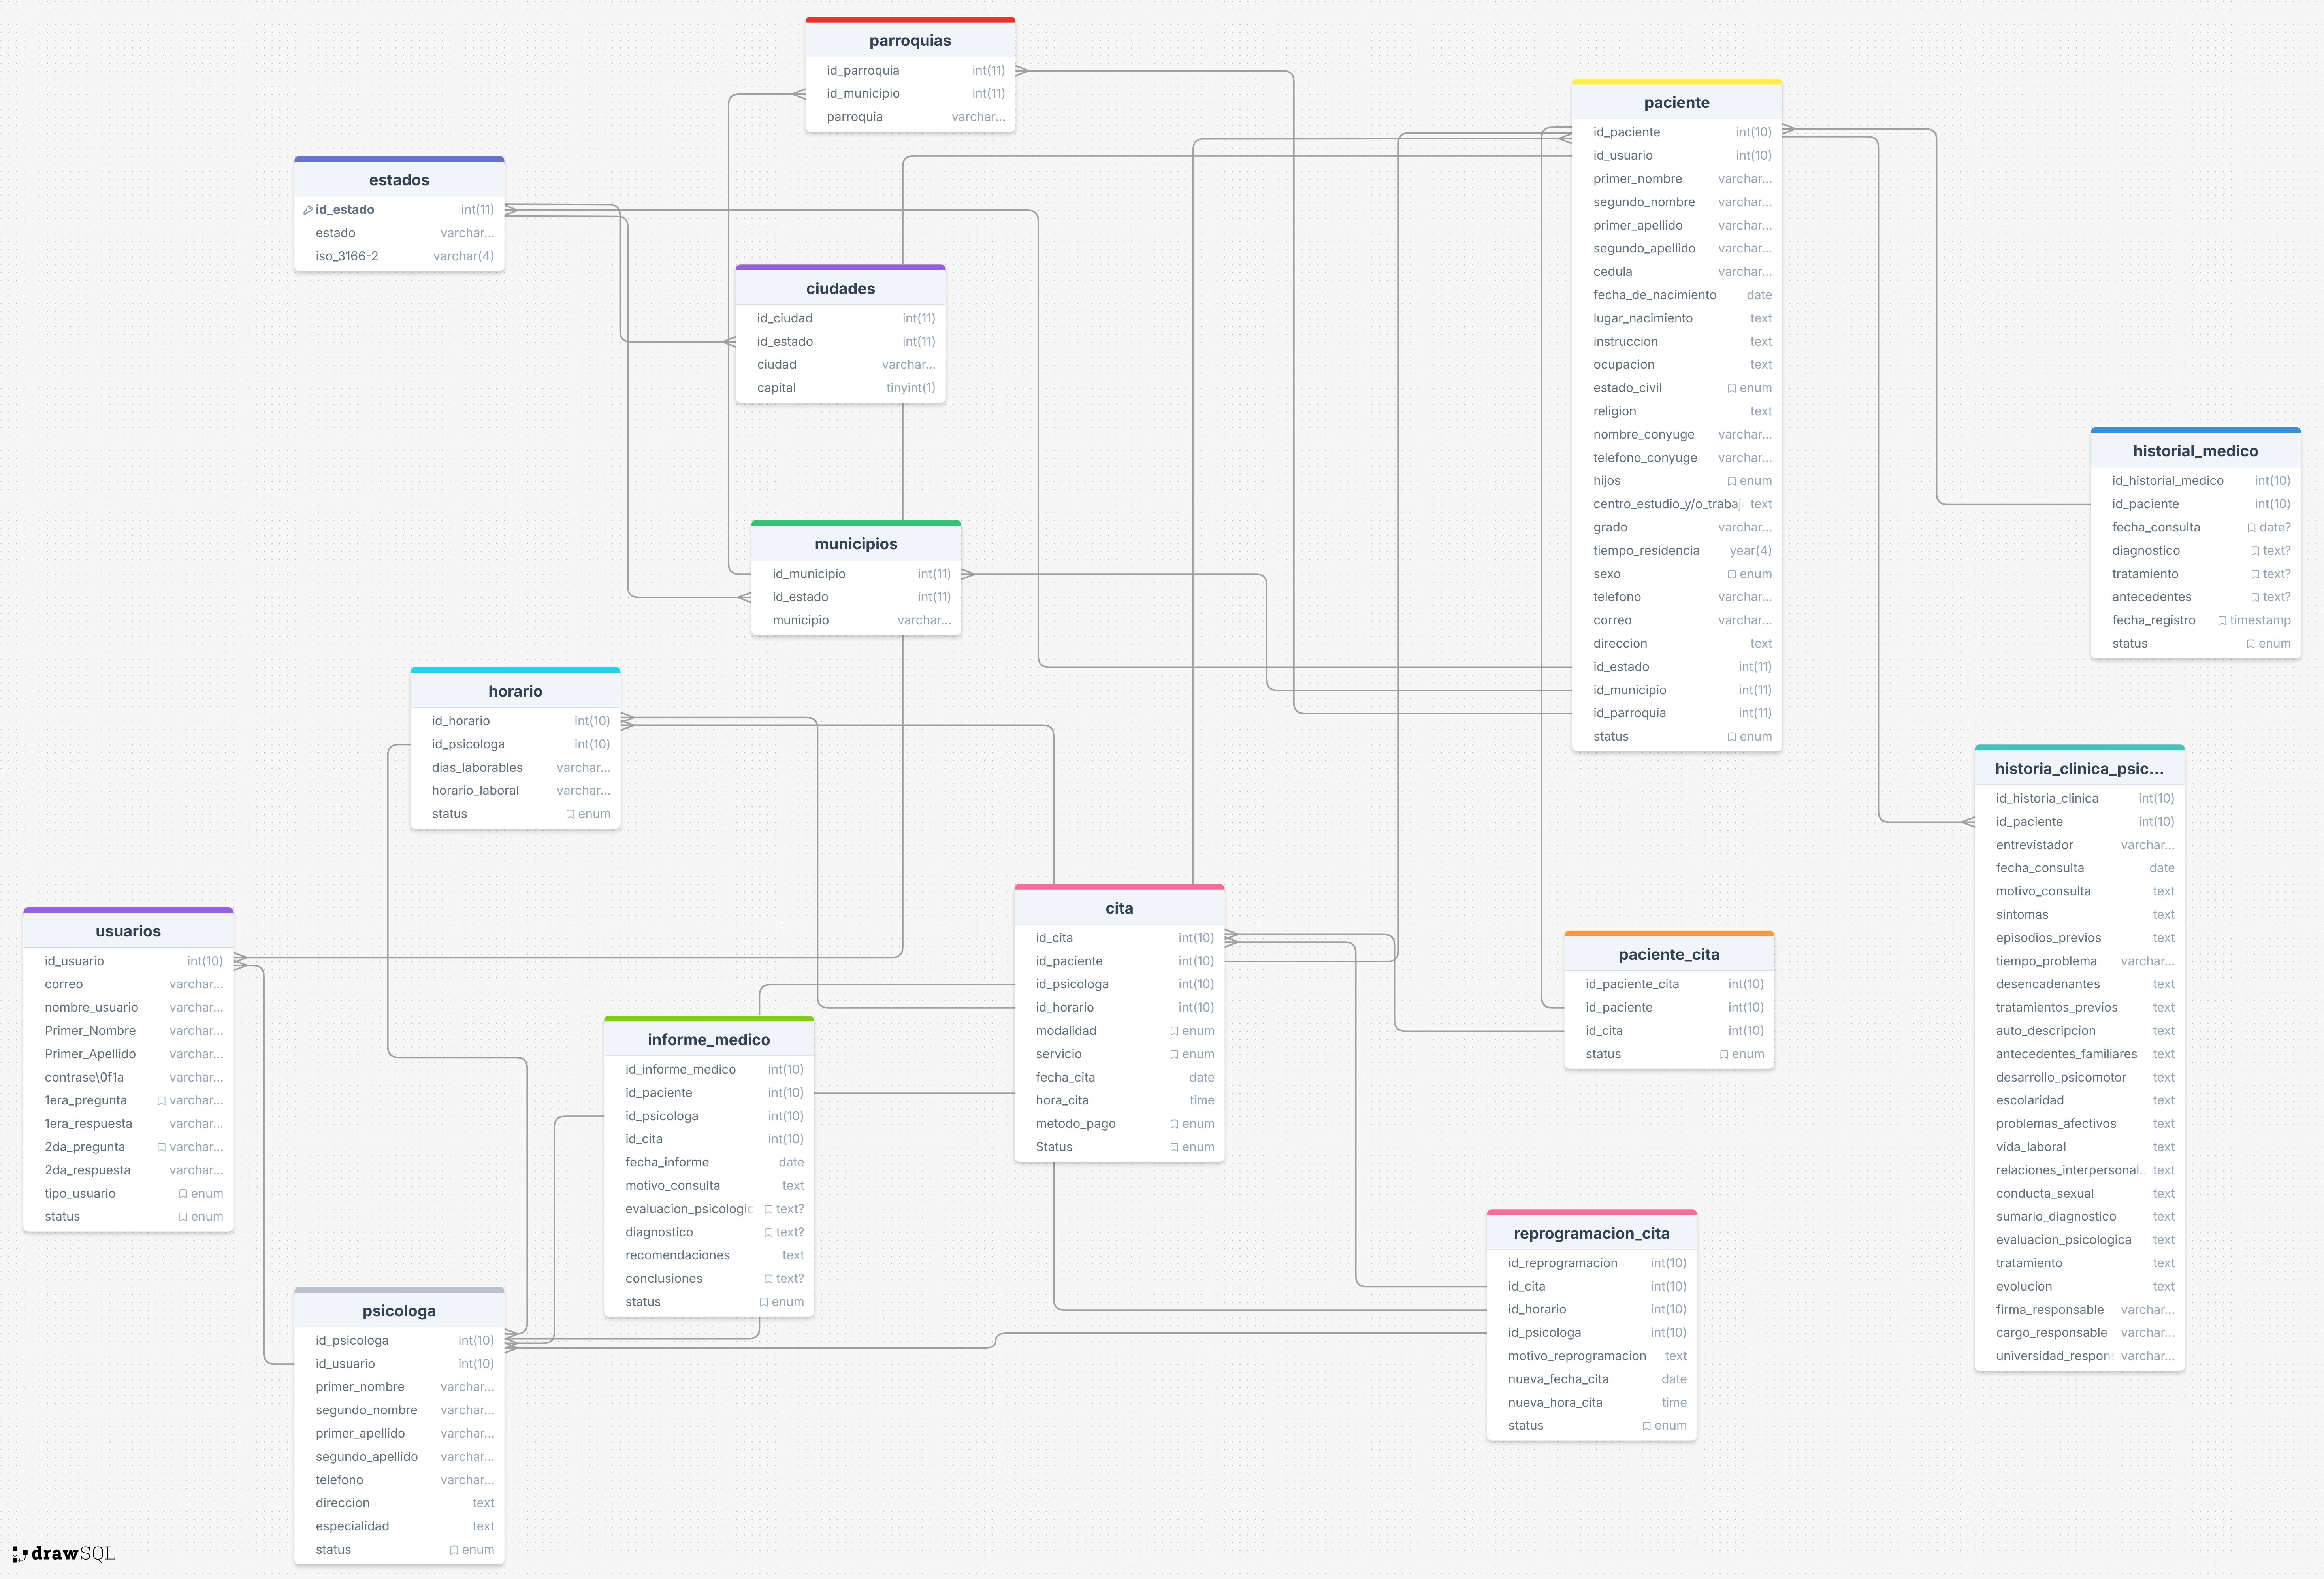 parroquias
id_parroquia int(11)
id_municipio int(11)
parroquia varchar...
paciente
id_paciente int(10)
id_usuario int(10)
primer_nombre varchar...
segundo_nombre varchar...
primer_apellido varchar...
segundo_apellido varchar...
cedula varchar...
fecha_de_nacimiento date
lugar_nacimiento text
instruccion text
ocupacion text
estado_civil enum
religion text
nombre_conyuge varchar...
telefono_conyuge varchar...
hijos enum
centro_estudio_y/o_trabaj text
grado varchar...
tiempo_residencia year(4)
sexo enum
telefono varchar...
correo varchar...
direccion text
id_estado int(11)
id_municipio int(11)
id_parroquia int(11)
status enum
estados
id_estado int(11)
estado varchar...
iso_3166-2 varchar(4)
ciudades
id_ciudad int(11)
id_estado int(11)
ciudad varchar...
capital tinyint(1)
historial_medico
id_historial_medico int(10)
id_paciente int(10)
fecha_consulta date?
diagnostico text?
tratamiento text?
antecedentes text?
fecha_registro timestamp
status enum
municipios
id_municipio int(11)
id_estado int(11)
municipio varchar...
horario
id_horario int(10)
id_psicologa int(10)
dias_laborables varchar...
horario_laboral varchar...
status enum
historia_clinica_psic...
id_historia_clinica int(10)
id_paciente int(10)
entrevistador varchar...
fecha_consulta date
motivo_consulta text
sintomas text
episodios_previos text
tiempo_problema varchar...
desencadenantes text
tratamientos_previos text
auto_descripcion text
antecedentes_familiares text
desarrollo_psicomotor text
escolaridad text
problemas_afectivos text
vida_laboral text
relaciones_interpersonal. text
conducta_sexual text
sumario_diagnostico text
evaluacion_psicologica text
tratamiento text
evolucion text
firma_responsable varchar...
cargo_responsable varchar...
universidad_respon varchar...
usuarios
id_usuario int(10)
correo varchar...
nombre_usuario varchar...
Primer_Nombre varchar...
Primer_Apellido varchar...
contrase\0f1a varchar...
1era_pregunta varchar...
1era_respuesta varchar...
2da_pregunta varchar...
2da_respuesta varchar...
tipo_usuario enum
status enum
cita
id_cita int(10)
id_paciente int(10)
id_psicologa int(10)
id_horario int(10)
modalidad enum
servicio enum
fecha_cita date
hora_cita time
metodo_pago enum
Status enum
paciente_cita
id_paciente_cita int(10)
id_paciente int(10)
id_cita int(10)
status enum
informe_medico
id_informe_medico int(10)
id_paciente int(10)
id_psicologa int(10)
id_cita int(10)
fecha_informe date
motivo_consulta text
evaluacion_psicologic text?
diagnostico text?
recomendaciones text
conclusiones text?
status enum
reprogramacion_cita
id_reprogramacion int(10)
id_cita int(10)
id_horario int(10)
id_psicologa int(10)
motivo_reprogramacion text
nueva_fecha_cita date
nueva_hora_cita time
status enum
psicologa
id_psicologa int(10)
id_usuario int(10)
primer_nombre varchar...
segundo_nombre varchar...
primer_apellido varchar...
segundo_apellido varchar...
telefono varchar...
direccion text
especialidad text
status enum
drawSQL